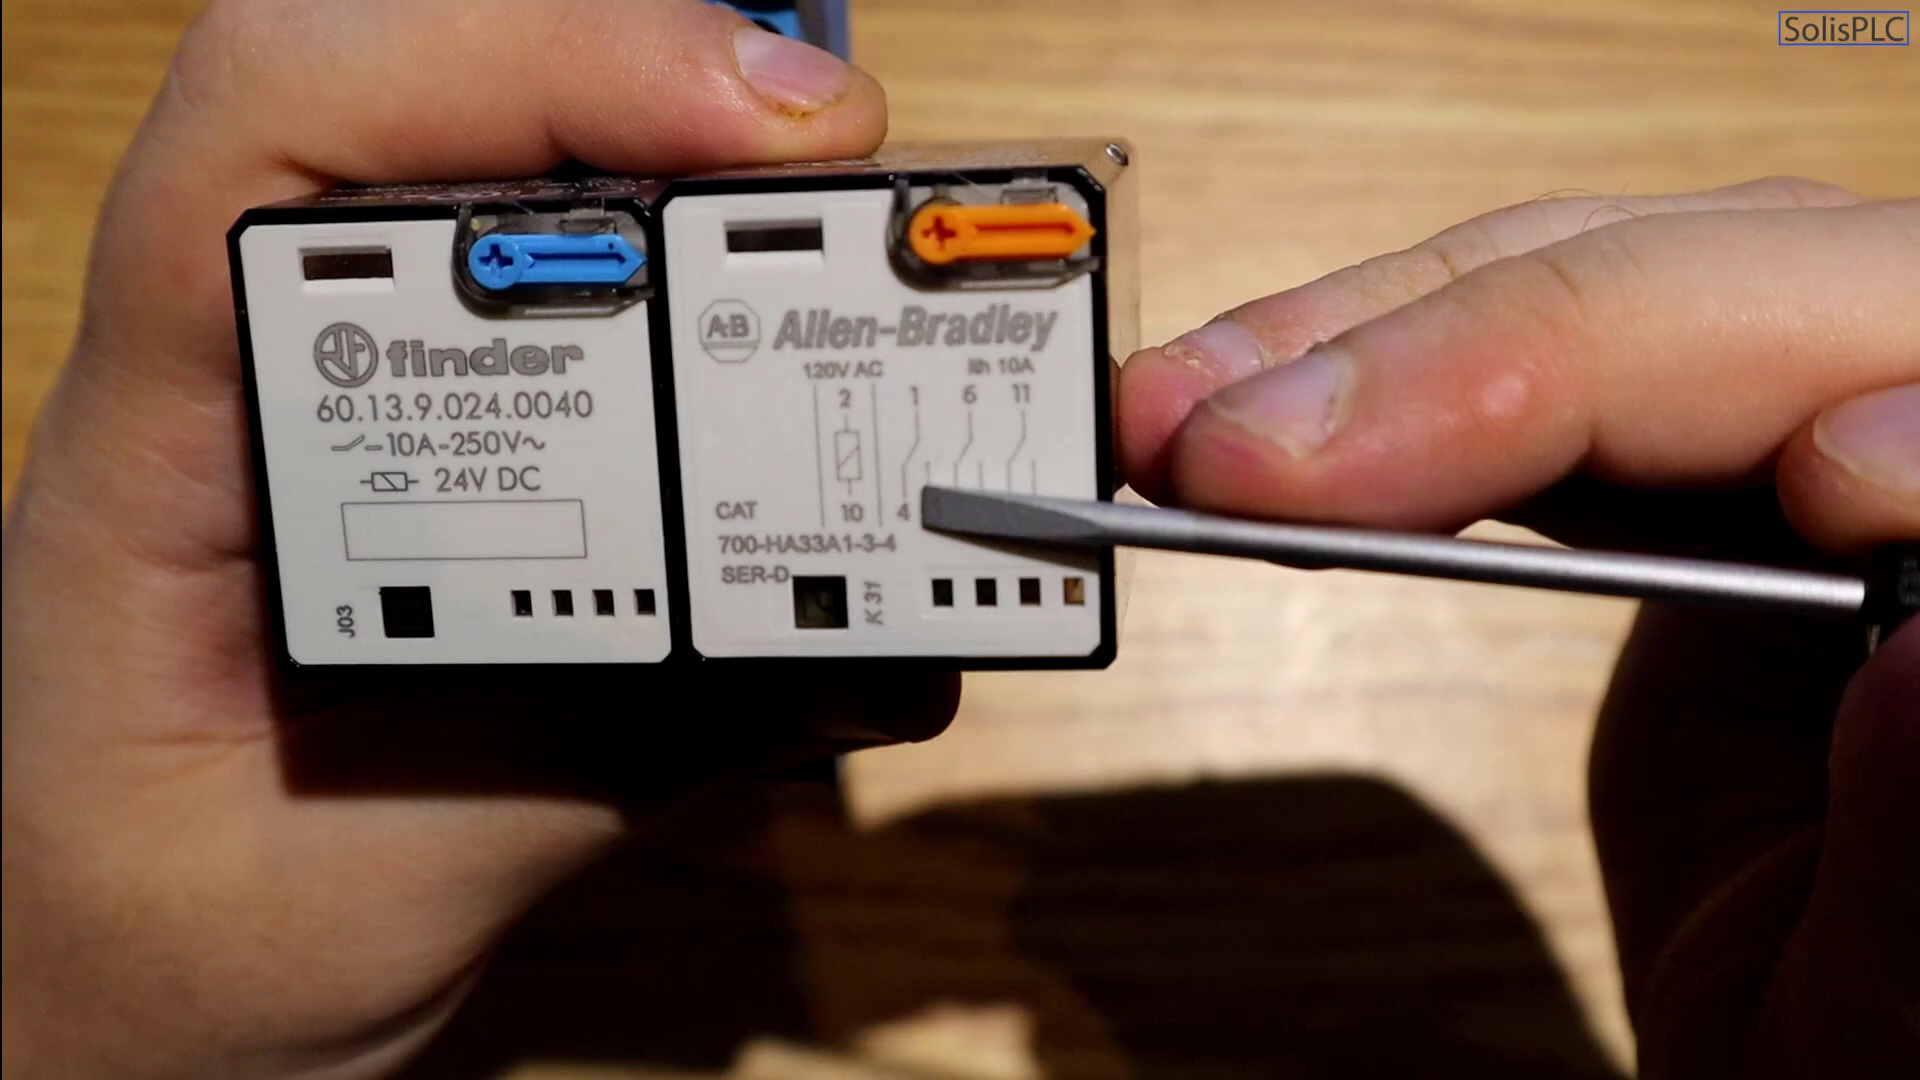 SolisPLC
finder
60.13.9.024.0040
10A-250V~
24V DC
J03
A-B Allen-Bradley
120V AC Ith 10A
2 1 6 11
CAT 10 4
700-HA33A1-3-4
SER-D
K 31